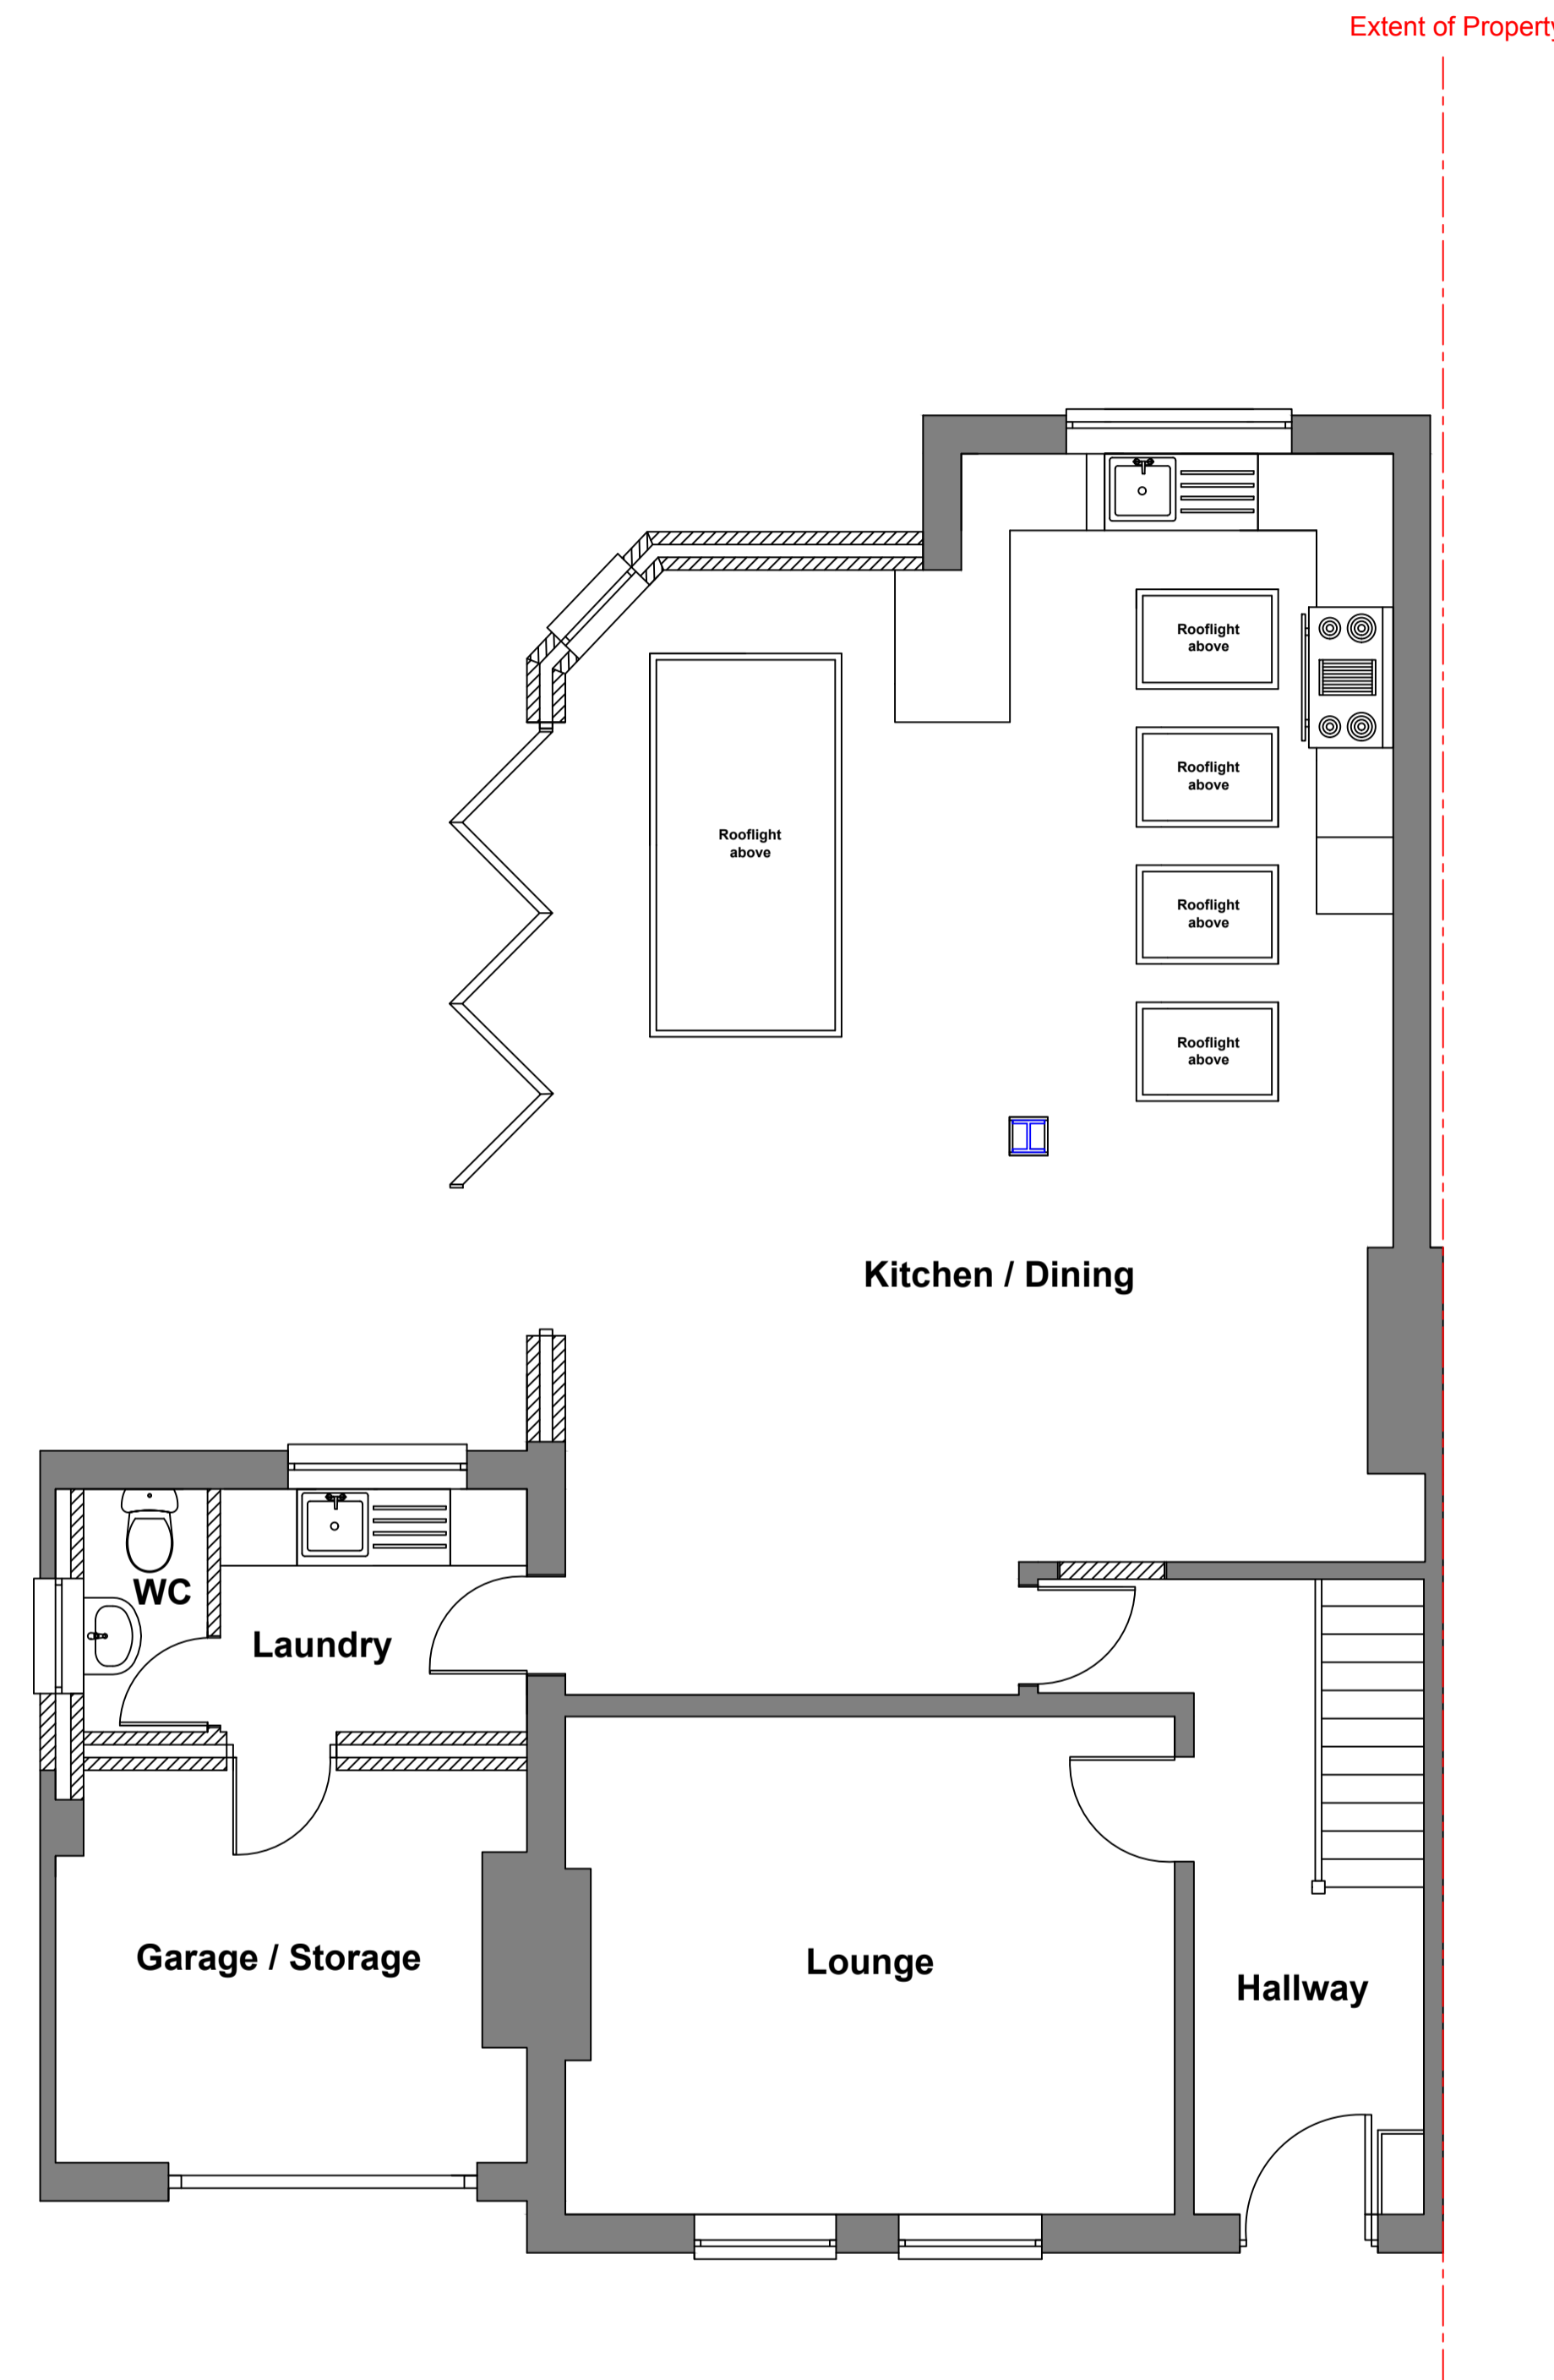 Extent of Property
Rooflight
above
Rooflight
above
Rooflight
above
Rooflight
above
Rooflight
above
Kitchen / Dining
WC
Laundry
Garage / Storage
Lounge
Hallway